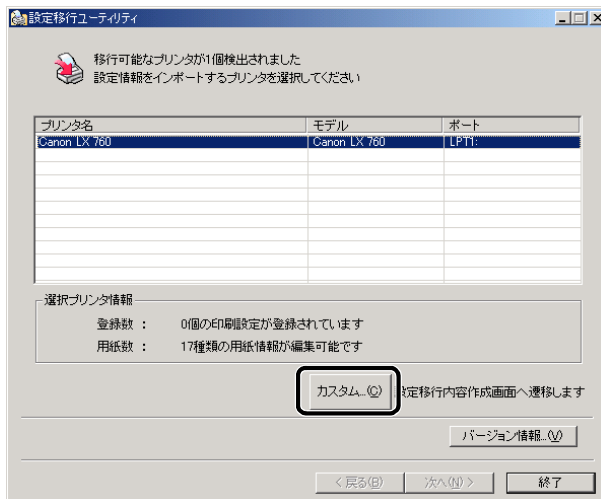 設定移行ユーティリティ
移行可能なプリンタが1個検出されました
設定情報をインポートするプリンタを選択してください
プリンタ名 モデル ポート
Canon LX 760 Canon LX 760 LPT1:
選択プリンタ情報
登録数 : 0個の印刷設定が登録されています
用紙数 : 17種類の用紙情報が編集可能です
カスタム...(C) 設定移行内容作成画面へ遷移します
バージョン情報...(V)
< 戻る(B) 次へ(N) > 終了